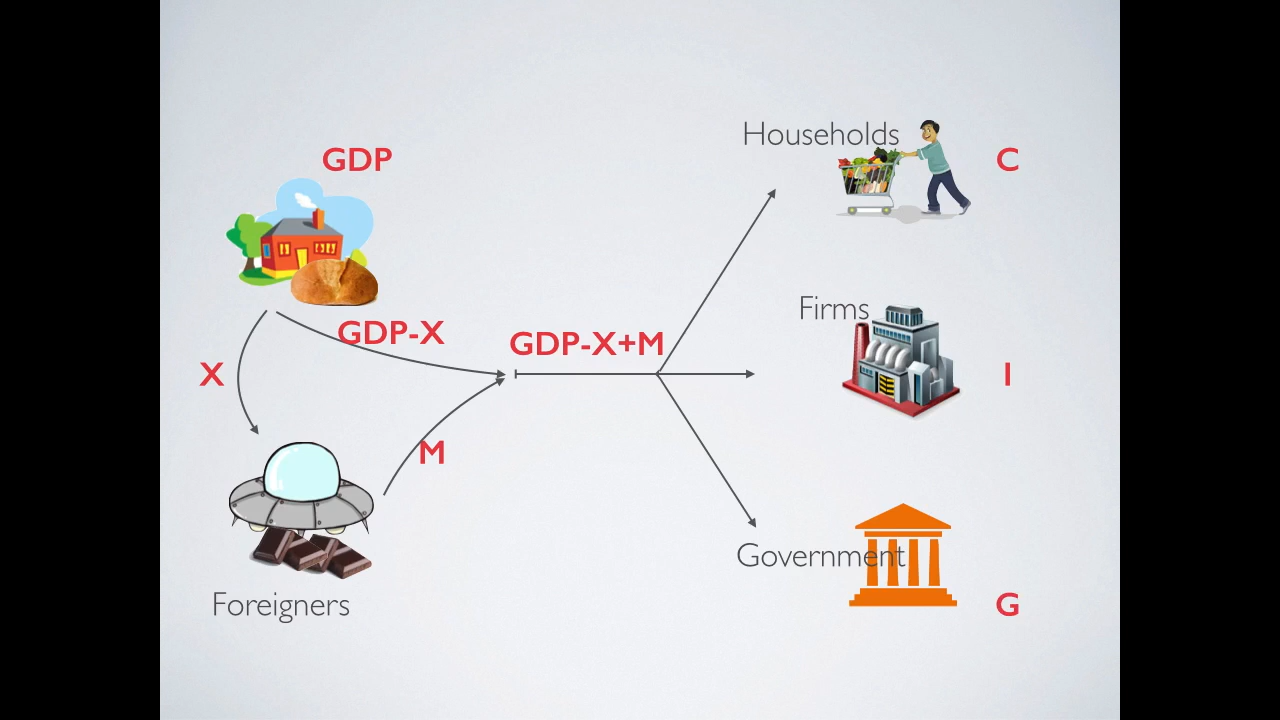 Households
GDP
C
Firms
GDP-X
GDP-X+M
X
I
M
Government
Foreigners
G